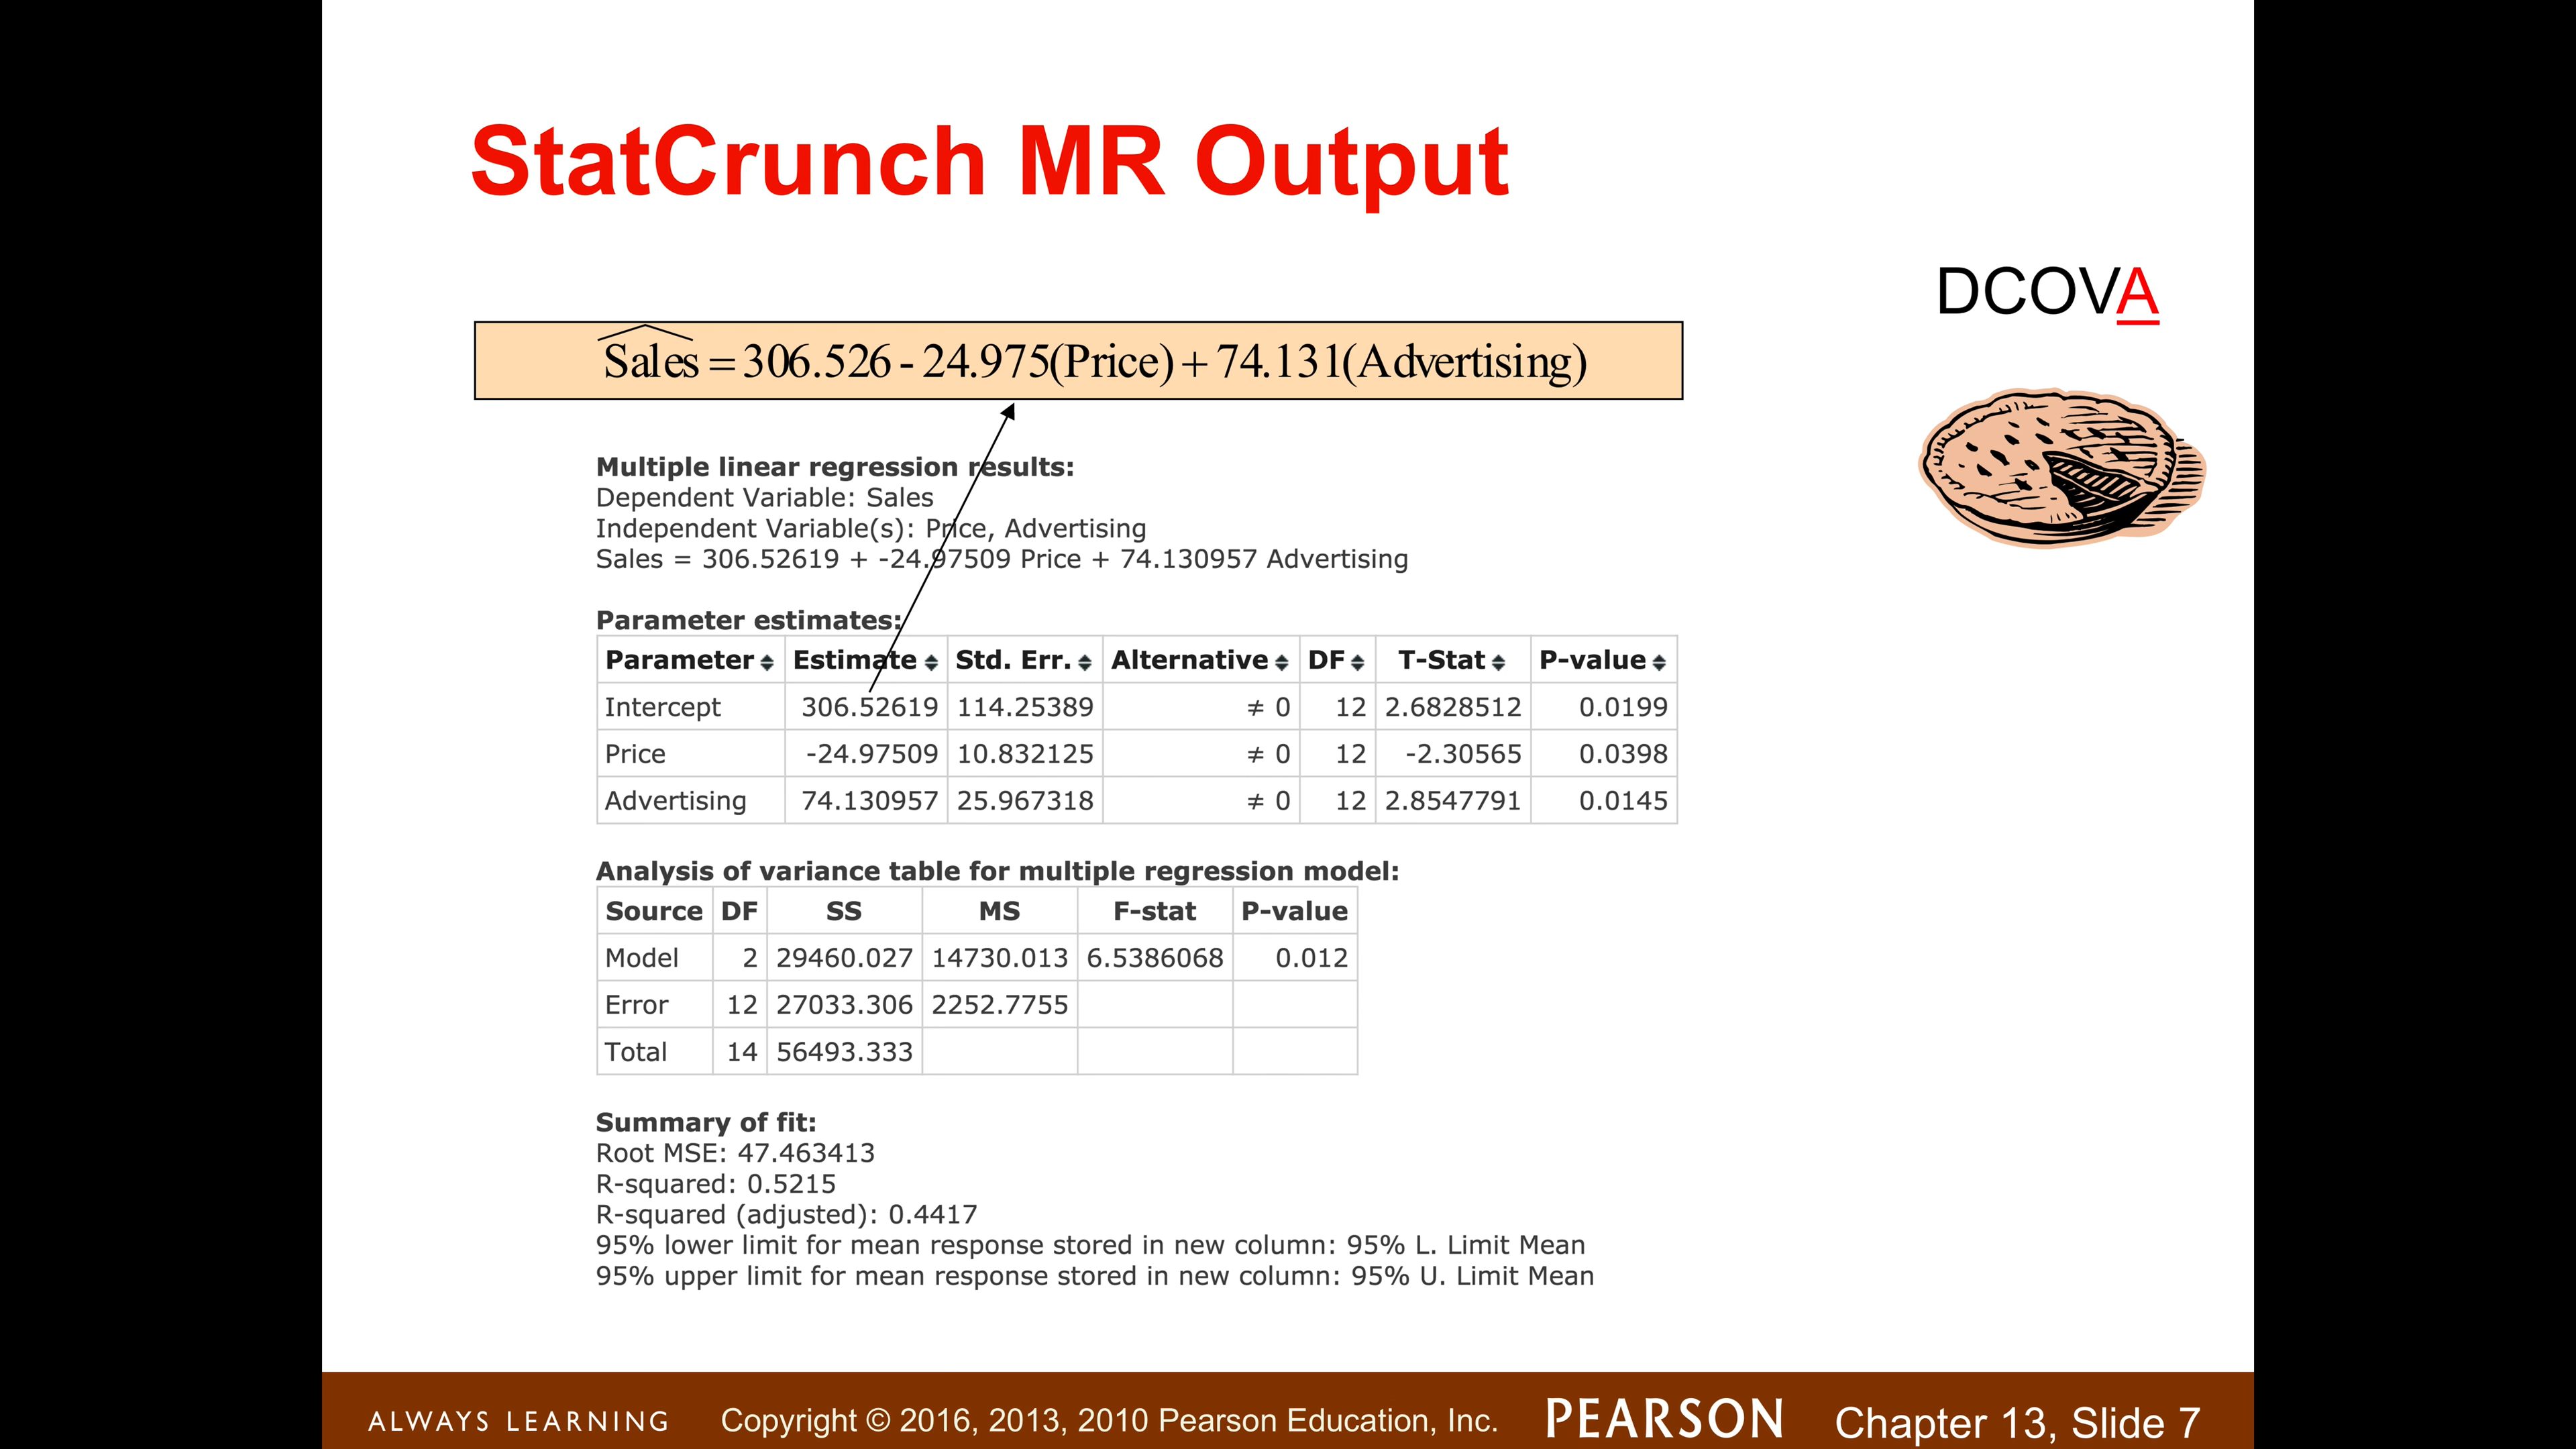 StatCrunch MR Output
DCOVA
Sales = 306.526 - 24.975(Price) + 74.131(Advertising)
Multiple linear regression results:
Dependent Variable: Sales
Independent Variable(s): Price, Advertising
Sales = 306.52619 + -24.97509 Price + 74.130957 Advertising
Parameter estimates:
Parameter Estimate Std. Err. Alternative DF T-Stat P-value
Intercept 306.52619 114.25389 ≠ 0 12 2.6828512 0.0199
Price -24.97509 10.832125 ≠ 0 12 -2.30565 0.0398
Advertising 74.130957 25.967318 ≠ 0 12 2.8547791 0.0145
Analysis of variance table for multiple regression model:
Source DF SS MS F-stat P-value
Model 2 29460.027 14730.013 6.5386068 0.012
Error 12 27033.306 2252.7755
Total 14 56493.333
Summary of fit:
Root MSE: 47.463413
R-squared: 0.5215
R-squared (adjusted): 0.4417
95% lower limit for mean response stored in new column: 95% L. Limit Mean
95% upper limit for mean response stored in new column: 95% U. Limit Mean
ALWAYS LEARNING Copyright © 2016, 2013, 2010 Pearson Education, Inc. PEARSON Chapter 13, Slide 7